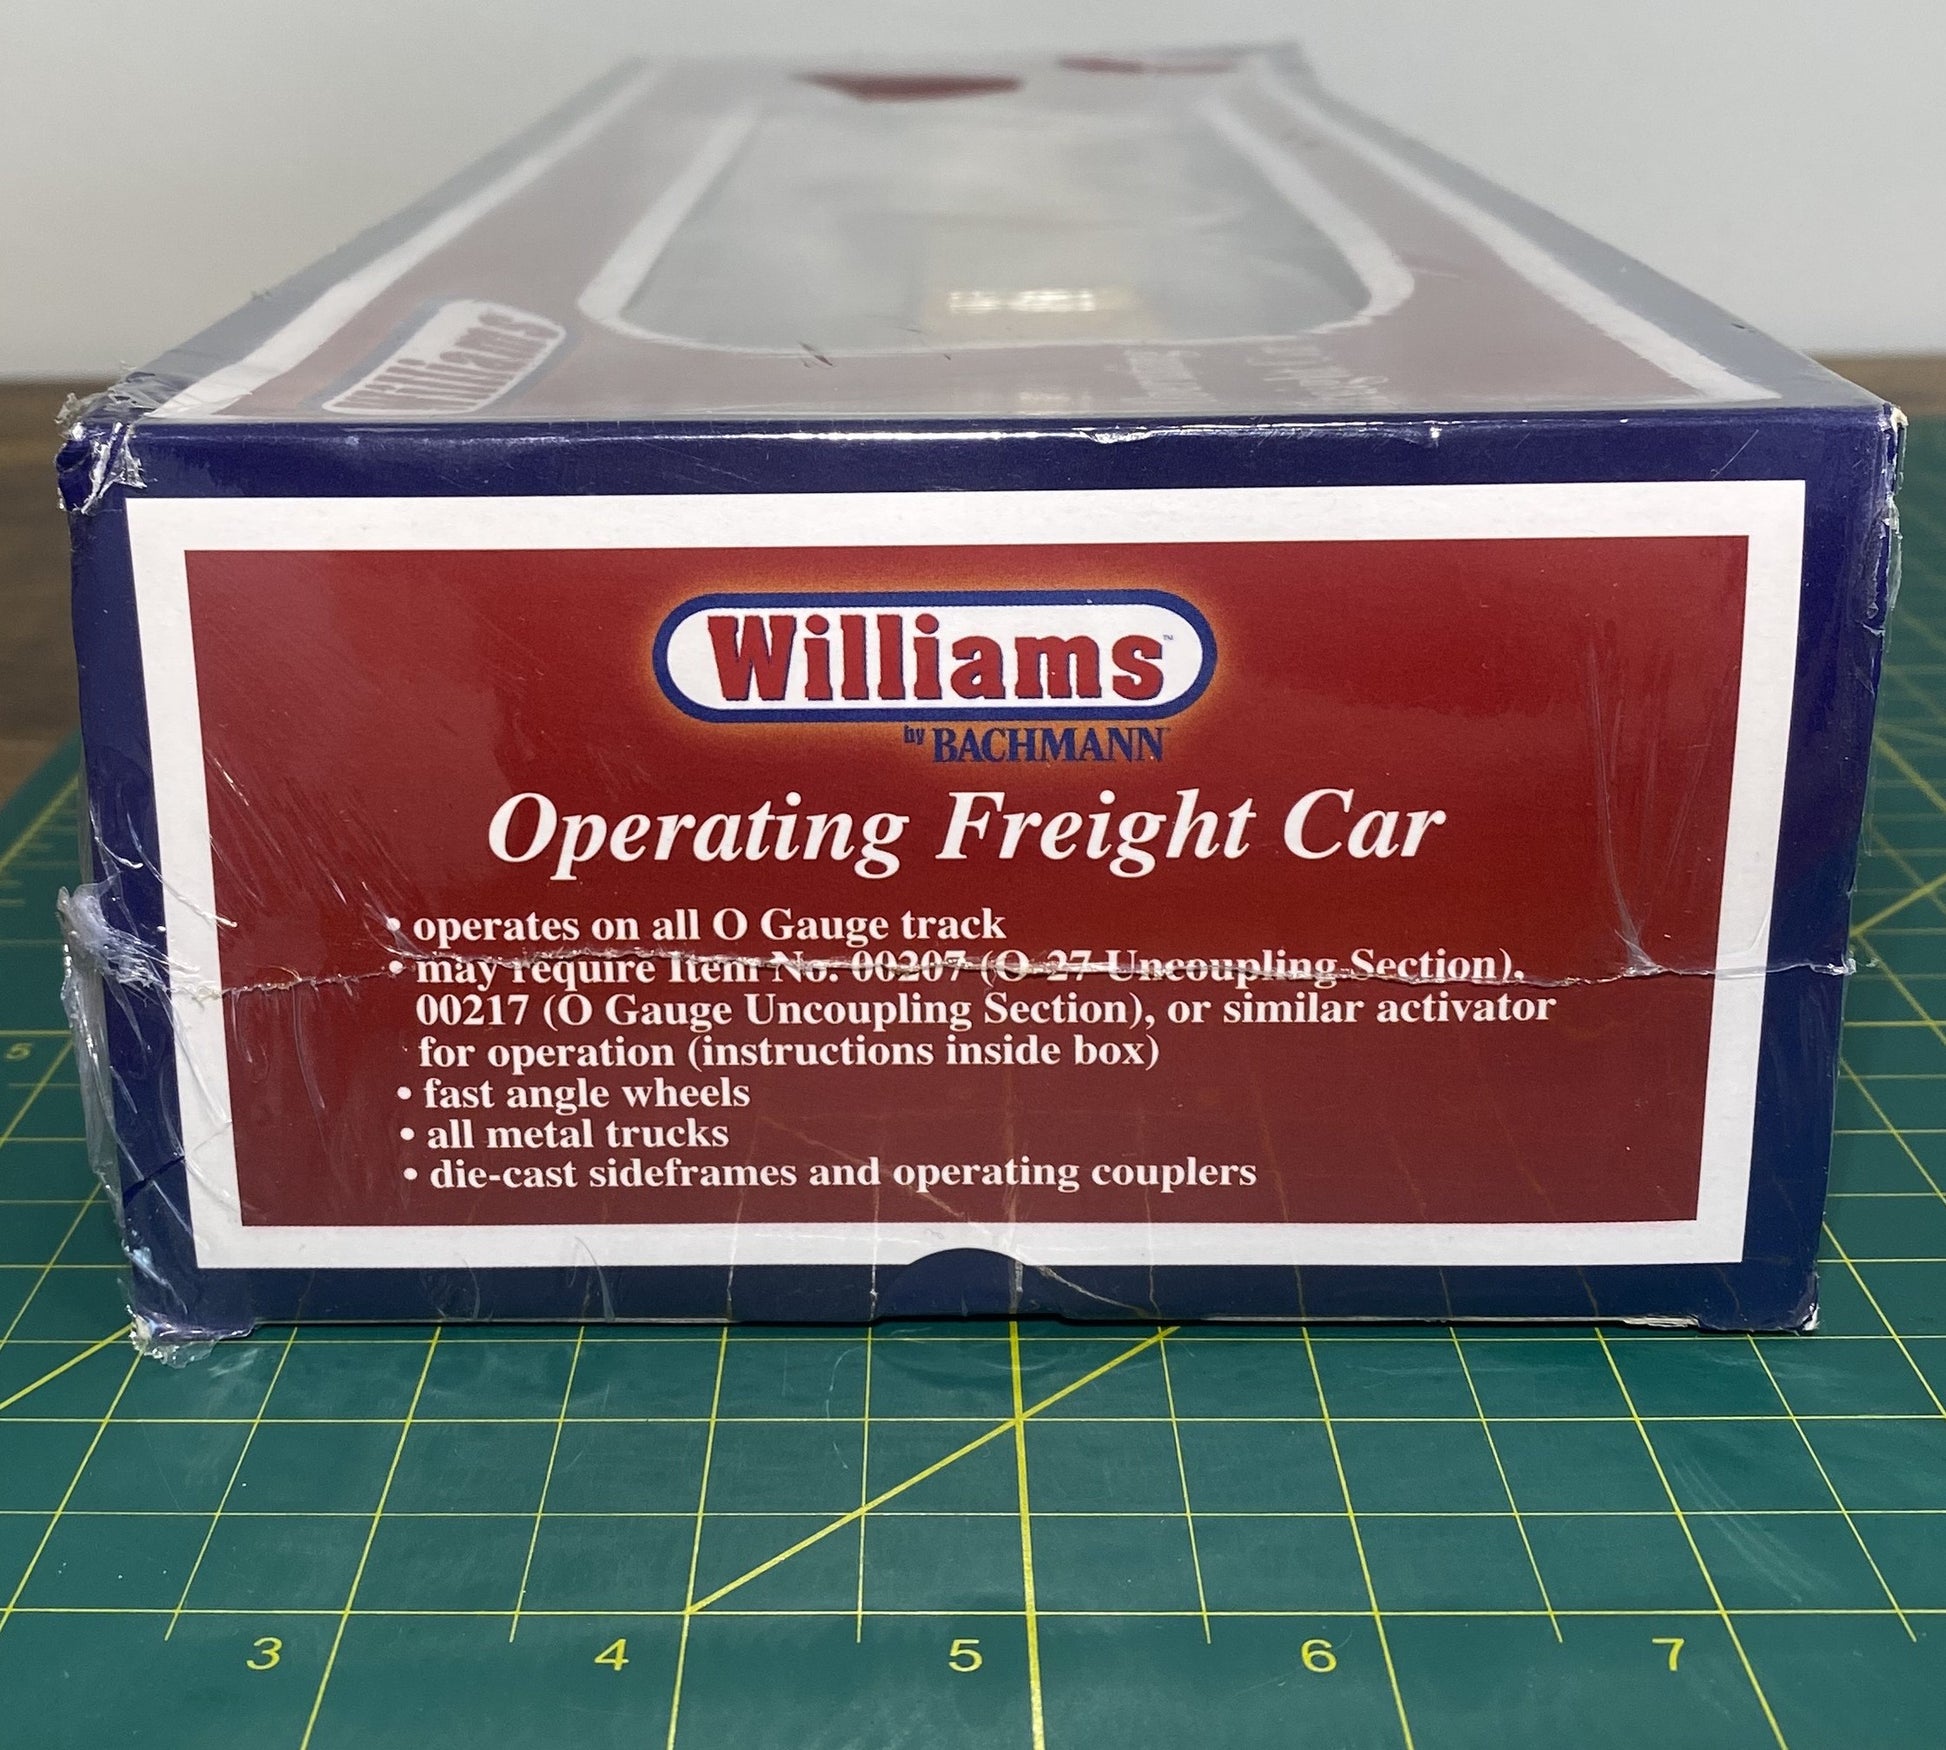 Williams
Williams™
by BACHMANN
Operating Freight Car
• operates on all O Gauge track
• may require Item No. 00207 (O-27 Uncoupling Section),
00217 (O Gauge Uncoupling Section), or similar activator
for operation (instructions inside box)
• fast angle wheels
• all metal trucks
• die-cast sideframes and operating couplers
5
3
4
5
6
7